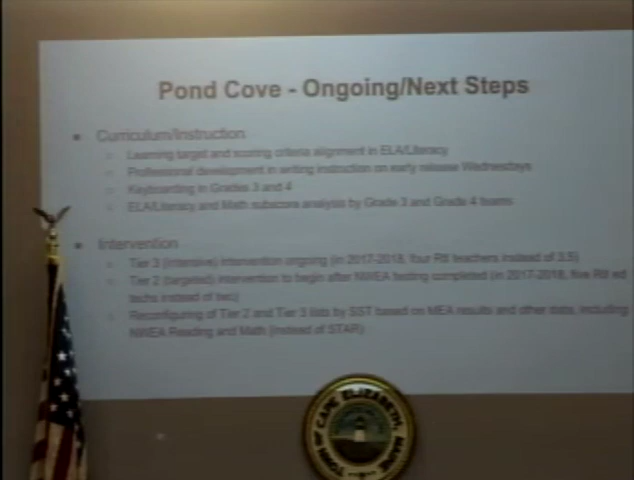 Pond Cove - Ongoing/Next Steps
• Curriculum/Instruction
○ Learning target and scoring criteria alignment in ELA/Literacy
○ Professional development in writing instruction on early release Wednesdays
○ Keyboarding in Grades 3 and 4
○ ELA/Literacy and Math subscore analysis by Grade 3 and Grade 4 teams
• Intervention
○ Tier 3 (intensive) intervention ongoing (in 2017-2018, four RtI teachers instead of 3.5)
○ Tier 2 (targeted) intervention to begin after NWEA testing completed (in 2017-2018, five RtI ed
techs instead of two)
○ Reconfiguring of Tier 2 and Tier 3 lists by SST based on MEA results and other data, including
NWEA Reading and Math (instead of STAR)
TOWN OF CAPE ELIZABETH, MAINE